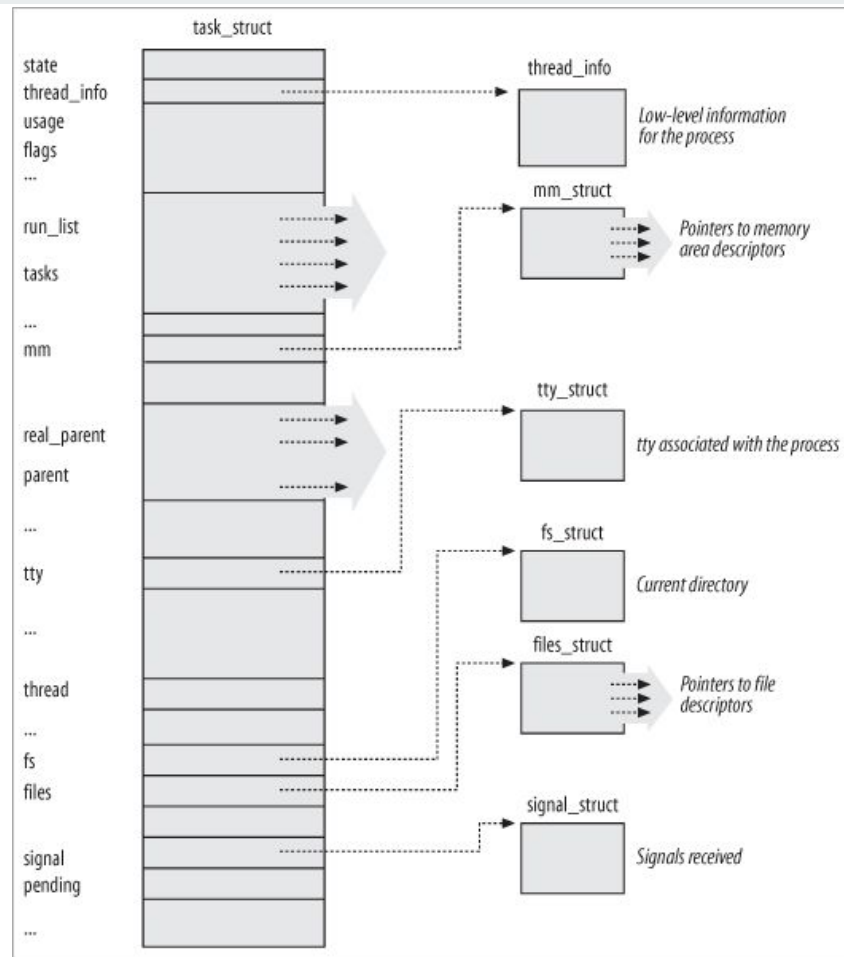 task_struct
state
thread_info
usage
flags
...
run_list
tasks
...
mm
real_parent
parent
...
tty
...
thread
...
fs
files
signal
pending
...
thread_info
Low-level information
for the process
mm_struct
Pointers to memory
area descriptors
tty_struct
tty associated with the process
fs_struct
Current directory
files_struct
Pointers to file
descriptors
signal_struct
Signals received